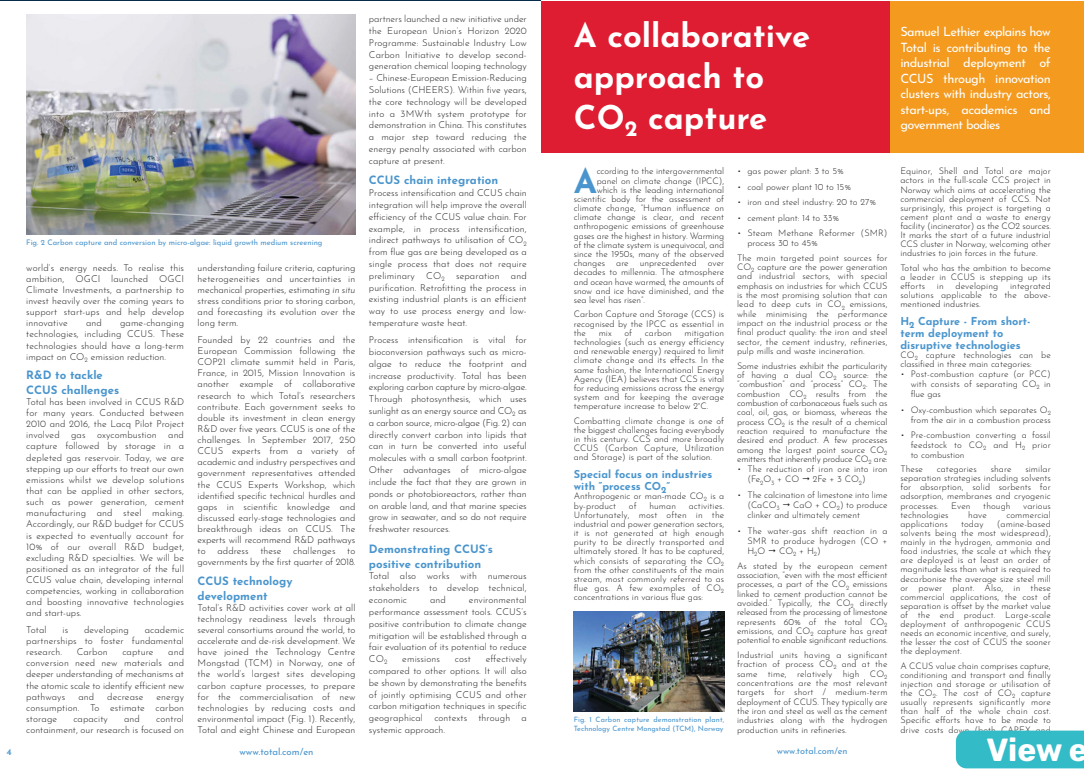 Fig. 2 Carbon capture and conversion by micro-algae: liquid growth medium screening
world's energy needs. To realise this
ambition, OGCI launched OGCI
Climate Investments, a partnership to
invest heavily over the coming years to
support start-ups and help develop
innovative and game-changing
technologies, including CCUS. These
technologies should have a long-term
impact on CO₂ emission reduction.
R&D to tackle
CCUS challenges
Total has been involved in CCUS R&D
for many years. Conducted between
2010 and 2016, the Lacq Pilot Project
involved gas oxycombustion and
capture followed by storage in a
depleted gas reservoir. Today, we are
stepping up our efforts to treat our own
emissions whilst we develop solutions
that can be applied in other sectors,
such as power generation, cement
manufacturing and steel making.
Accordingly, our R&D budget for CCUS
is expected to eventually account for
10% of our overall R&D budget,
excluding R&D specialties. We will be
positioned as an integrator of the full
CCUS value chain, developing internal
competencies, working in collaboration
and boosting innovative technologies
and start-ups.
Total is developing academic
partnerships to foster fundamental
research. Carbon capture and
conversion need new materials and
deeper understanding of mechanisms at
the atomic scale to identify efficient new
pathways and decrease energy
consumption. To estimate carbon
storage capacity and control
containment, our research is focused on
understanding failure criteria, capturing
heterogeneities and uncertainties in
mechanical properties, estimating in situ
stress conditions prior to storing carbon,
and forecasting its evolution over the
long term.
Founded by 22 countries and the
European Commission following the
COP21 climate summit held in Paris,
France, in 2015, Mission Innovation is
another example of collaborative
research to which Total's researchers
contribute. Each government seeks to
double its investment in clean energy
R&D over five years. CCUS is one of the
challenges. In September 2017, 250
CCUS experts from a variety of
academic and industry perspectives and
government representatives attended
the CCUS Experts Workshop, which
identified specific technical hurdles and
gaps in scientific knowledge and
discussed early-stage technologies and
breakthrough ideas on CCUS. The
experts will recommend R&D pathways
to address these challenges to
governments by the first quarter of 2018.
CCUS technology
development
Total's R&D activities cover work at all
technology readiness levels through
several consortiums around the world, to
accelerate and de-risk development. We
have joined the Technology Centre
Mongstad (TCM) in Norway, one of
the world's largest sites developing
carbon capture processes, to prepare
for the commercialisation of new
technologies by reducing costs and
environmental impact (Fig. 1). Recently,
Total and eight Chinese and European
partners launched a new initiative under
the European Union's Horizon 2020
Programme: Sustainable Industry Low
Carbon Initiative to develop second-
generation chemical looping technology
– Chinese-European Emission-Reducing
Solutions (CHEERS). Within five years,
the core technology will be developed
into a 3MWth system prototype for
demonstration in China. This constitutes
a major step toward reducing the
energy penalty associated with carbon
capture at present.
CCUS chain integration
Process intensification and CCUS chain
integration will help improve the overall
efficiency of the CCUS value chain. For
example, in process intensification,
indirect pathways to utilisation of CO₂
from flue gas are being developed as a
single process that does not require
preliminary CO₂ separation and
purification. Retrofitting the process in
existing industrial plants is an efficient
way to use process energy and low-
temperature waste heat.
Process intensification is vital for
bioconversion pathways such as micro-
algae to reduce the footprint and
increase productivity. Total has been
exploring carbon capture by micro-algae.
Through photosynthesis, which uses
sunlight as an energy source and CO₂ as
a carbon source, micro-algae (Fig. 2) can
directly convert carbon into lipids that
can in turn be converted into useful
molecules with a small carbon footprint.
Other advantages of micro-algae
include the fact that they are grown in
ponds or photobioreactors, rather than
on arable land, and that marine species
grow in seawater, and so do not require
freshwater resources.
Demonstrating CCUS's
positive contribution
Total also works with numerous
stakeholders to develop technical,
economic and environmental
performance assessment tools. CCUS's
positive contribution to climate change
mitigation will be established through a
fair evaluation of its potential to reduce
CO₂ emissions cost effectively
compared to other options. It will also
be shown by demonstrating the benefits
of jointly optimising CCUS and other
carbon mitigation techniques in specific
geographical contexts through a
systemic approach.
4
www.total.com/en
A collaborative
approach to
CO₂ capture
Samuel Lethier explains how
Total is contributing to the
industrial deployment of
CCUS through innovation
clusters with industry actors,
start-ups, academics and
government bodies
According to the intergovernmental
panel on climate change (IPCC),
which is the leading international
scientific body for the assessment of
climate change, "Human influence on
climate change is clear, and recent
anthropogenic emissions of greenhouse
gases are the highest in history. Warming
of the climate system is unequivocal, and
since the 1950s, many of the observed
changes are unprecedented over
decades to millennia. The atmosphere
and ocean have warmed, the amounts of
snow and ice have diminished, and the
sea level has risen".
Carbon Capture and Storage (CCS) is
recognised by the IPCC as essential in
the mix of carbon mitigation
technologies (such as energy efficiency
and renewable energy) required to limit
climate change and its effects. In the
same fashion, the International Energy
Agency (IEA) believes that CCS is vital
for reducing emissions across the energy
system and for keeping the average
temperature increase to below 2°C.
Combatting climate change is one of
the biggest challenges facing everybody
in this century. CCS and more broadly
CCUS (Carbon Capture, Utilization
and Storage) is part of the solution.
Special focus on industries
with "process CO₂"
Anthropogenic or man-made CO₂ is a
by-product of human activities.
Unfortunately, most often in the
industrial and power generation sectors,
it is not generated at high enough
purity to be directly transported and
ultimately stored. It has to be captured,
which consists of separating the CO₂
from the other constituents of the main
stream, most commonly referred to as
flue gas. A few examples of CO₂
concentrations in various flue gas:
Fig. 1 Carbon capture demonstration plant,
Technology Centre Mongstad (TCM), Norway
• gas power plant: 3 to 5%
• coal power plant 10 to 15%
• iron and steel industry: 20 to 27%
• cement plant: 14 to 33%
• Steam Methane Reformer (SMR)
process 30 to 45%
The main targeted point sources for
CO₂ capture are the power generation
and industrial sectors, with special
emphasis on industries for which CCUS
is the most promising solution that can
lead to deep cuts in CO₂ emissions,
while minimising the performance
impact on the industrial process or the
final product quality: the iron and steel
sector, the cement industry, refineries,
pulp mills and waste incineration.
Some industries exhibit the particularity
of having a dual CO₂ source: the
"combustion" and "process" CO₂. The
combustion CO₂ results from the
combustion of carbonaceous fuels such as
coal, oil, gas, or biomass, whereas the
process CO₂ is the result of a chemical
reaction required to manufacture the
desired end product. A few processes
among the largest point source CO₂
emitters that inherently produce CO₂ are:
• The reduction of iron ore into iron
(Fe₂O₃ + CO → 2Fe + 3 CO₂)
• The calcination of limestone into lime
(CaCO₃ → CaO + CO₂) to produce
clinker and ultimately cement
• The water-gas shift reaction in a
SMR to produce hydrogen (CO +
H₂O → CO₂ + H₂)
As stated by the european cement
association, "even with the most efficient
processes, a part of the CO₂ emissions
linked to cement production cannot be
avoided." Typically, the CO₂ directly
released from the processing of limestone
represents 60% of the total CO₂
emissions, and CO₂ capture has great
potential to enable significant reductions.
Industrial units having a significant
fraction of process CO₂ and at the
same time, relatively high CO₂
concentrations are the most relevant
targets for short / medium-term
deployment of CCUS. They typically are
the iron and steel as well as the cement
industries along with the hydrogen
production units in refineries.
www.total.com/en
Equinor, Shell and Total are major
actors in the full-scale CCS project in
Norway which aims at accelerating the
commercial deployment of CCS. Not
surprisingly, this project is targeting a
cement plant and a waste to energy
facility (incinerator) as the CO2 sources.
It marks the start of a future industrial
CCS cluster in Norway, welcoming other
industries to join forces in the future.
Total who has the ambition to become
a leader in CCUS is stepping up its
efforts in developing integrated
solutions applicable to the above-
mentioned industries.
H₂ Capture - From short-
term deployment to
disruptive technologies
CO₂ capture technologies can be
classified in three main categories:
• Post-combustion capture (or PCC)
with consists of separating CO₂ in
flue gas
• Oxy-combustion which separates O₂
from the air in a combustion process
• Pre-combustion converting a fossil
feedstock to CO₂ and H₂ prior
to combustion
These categories share similar
separation strategies including solvents
for absorption, solid sorbents for
adsorption, membranes and cryogenic
processes. Even though various
technologies have commercial
applications today (amine-based
solvents being the most widespread),
mainly in the hydrogen, ammonia and
food industries, the scale at which they
are deployed is at least an order of
magnitude less than what is required to
decarbonise the average size steel mill
or power plant. Also, in these
commercial applications, the cost of
separation is offset by the market value
of the end product. Large-scale
deployment of anthropogenic CCUS
needs an economic incentive, and surely,
the lesser the cost of CCUS the sooner
the deployment.
A CCUS value chain comprises capture,
conditioning and transport and finally
injection and storage or utilisation of
the CO₂. The cost of CO₂ capture
usually represents significantly more
than half of the whole chain cost.
Specific efforts have to be made to
drive costs down (both CAPEX and
View e